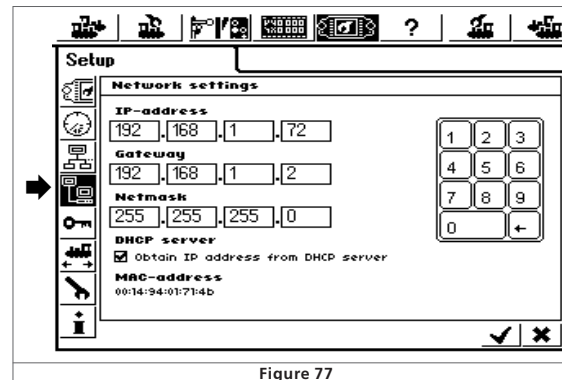 ?
Setup
Network settings
IP-address
192 . 168 . 1 . 72
Gateway
192 . 168 . 1 . 2
Netmask
255 . 255 . 255 . 0
DHCP server
Obtain IP address from DHCP server
MAC-address
00:14:94:01:71:4b
1 2 3
4 5 6
7 8 9
0 ←
Figure 77